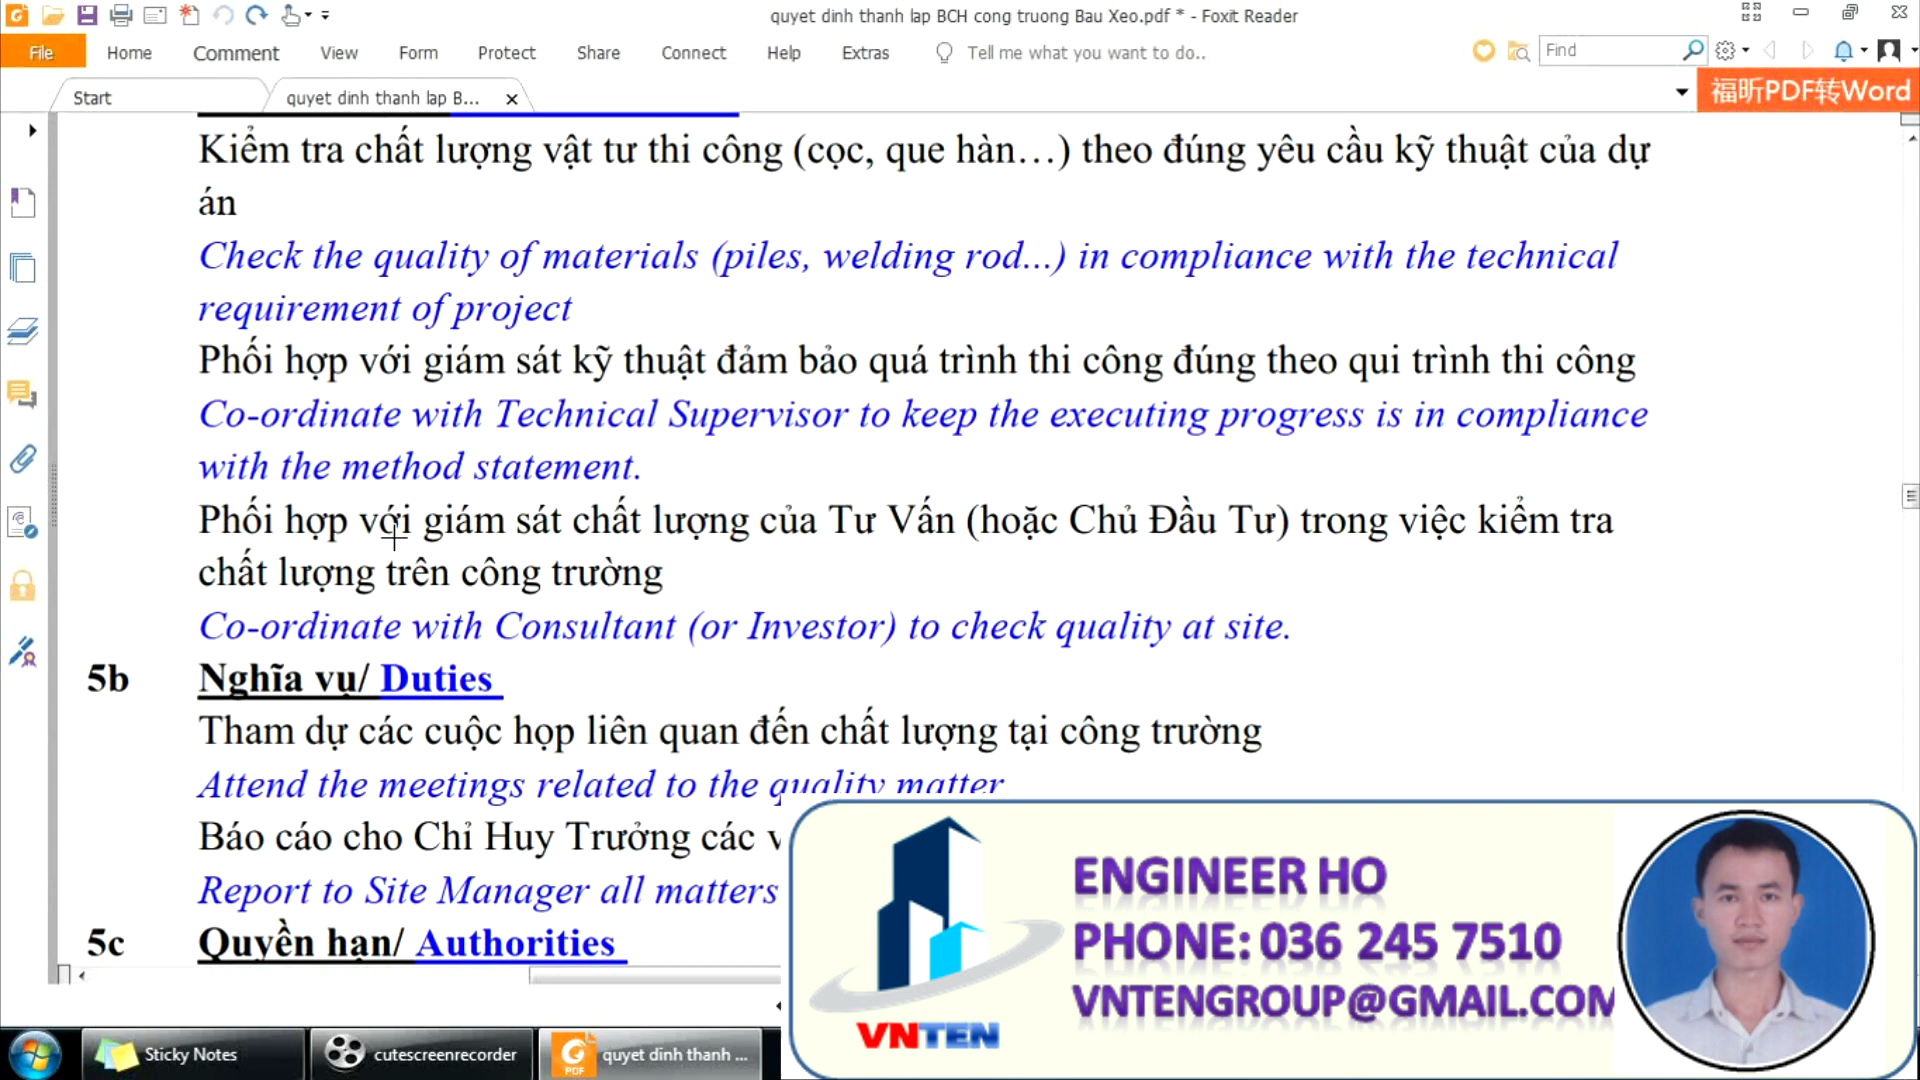 quyet dinh thanh lap BCH cong truong Bau Xeo.pdf * - Foxit Reader
File Home Comment View Form Protect Share Connect Help Extras Tell me what you want to do.. Find
Start quyet dinh thanh lap B... 福昕PDF转Word
Kiểm tra chất lượng vật tư thi công (cọc, que hàn…) theo đúng yêu cầu kỹ thuật của dự
án
Check the quality of materials (piles, welding rod...) in compliance with the technical
requirement of project
Phối hợp với giám sát kỹ thuật đảm bảo quá trình thi công đúng theo qui trình thi công
Co-ordinate with Technical Supervisor to keep the executing progress is in compliance
with the method statement.
Phối hợp với giám sát chất lượng của Tư Vấn (hoặc Chủ Đầu Tư) trong việc kiểm tra
chất lượng trên công trường
Co-ordinate with Consultant (or Investor) to check quality at site.
5b Nghĩa vụ/ Duties
Tham dự các cuộc họp liên quan đến chất lượng tại công trường
Attend the meetings related to the quality matter
Báo cáo cho Chỉ Huy Trưởng các v
Report to Site Manager all matters
5c Quyền hạn/ Authorities
ENGINEER HO
PHONE: 036 245 7510
VNTENGROUP@GMAIL.COM
VNTEN
Sticky Notes cutescreenrecorder quyet dinh thanh ...
PDF